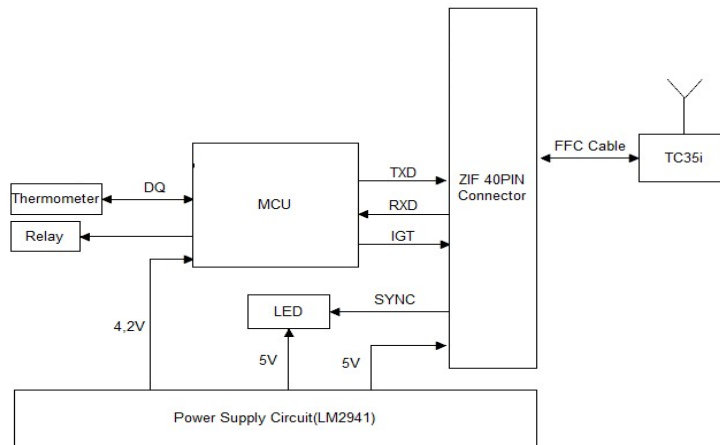 FFC Cable
TC35i
TXD
ZIF 40PIN
Connector
DQ
Thermometer
MCU
RXD
Relay
IGT
SYNC
LED
4,2V
5V
5V
Power Supply Circuit(LM2941)